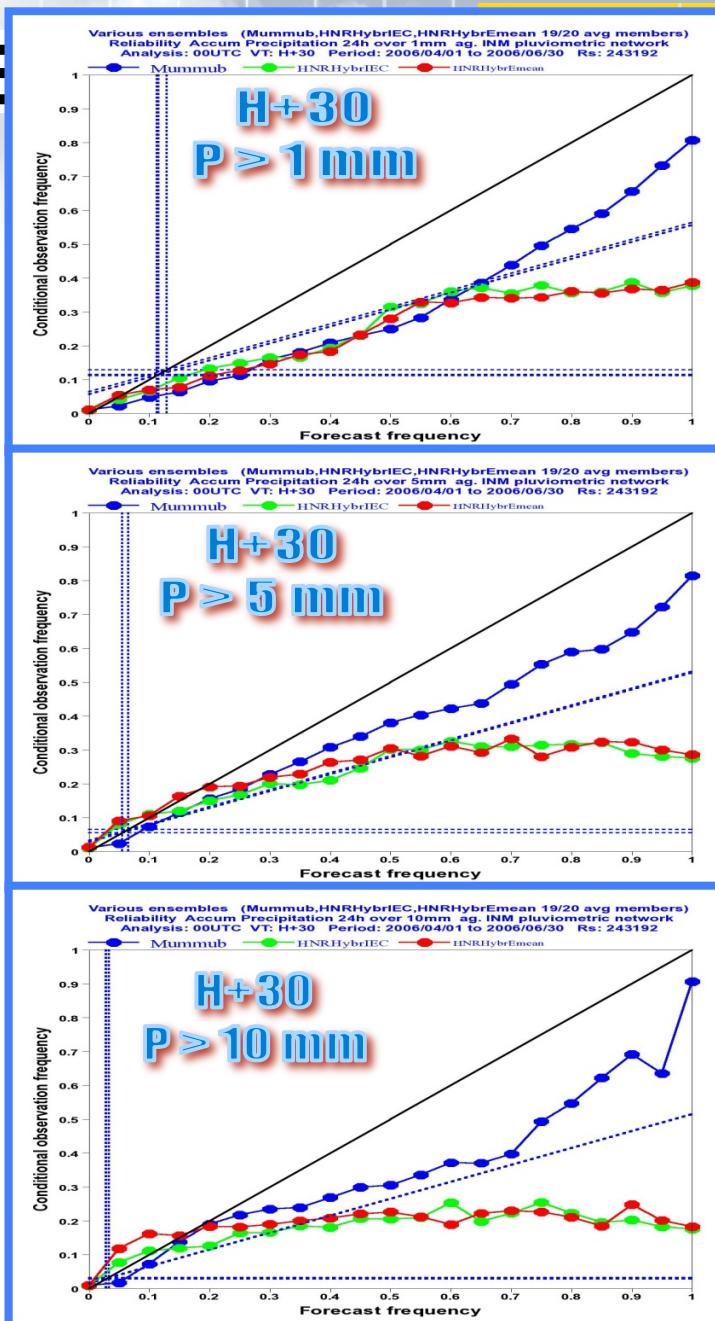 Various ensembles (Mummub,HNRHybrIEC,HNRHybrEmean 19/20 avg members)
Reliability Accum Precipitation 24h over 1mm ag. INM pluviometric network
Analysis: 00UTC VT: H+30 Period: 2006/04/01 to 2006/06/30 Rs: 243192
Mummub HNRHybrIEC HNRHybrEmean
H+30
P > 1 mm
Conditional observation frequency
1
0.9
0.8
0.7
0.6
0.5
0.4
0.3
0.2
0.1
0
0 0.1 0.2 0.3 0.4 0.5 0.6 0.7 0.8 0.9 1
Forecast frequency
Various ensembles (Mummub,HNRHybrIEC,HNRHybrEmean 19/20 avg members)
Reliability Accum Precipitation 24h over 5mm ag. INM pluviometric network
Analysis: 00UTC VT: H+30 Period: 2006/04/01 to 2006/06/30 Rs: 243192
Mummub HNRHybrIEC HNRHybrEmean
H+30
P > 5 mm
Conditional observation frequency
1
0.9
0.8
0.7
0.6
0.5
0.4
0.3
0.2
0.1
0
0 0.1 0.2 0.3 0.4 0.5 0.6 0.7 0.8 0.9 1
Forecast frequency
Various ensembles (Mummub,HNRHybrIEC,HNRHybrEmean 19/20 avg members)
Reliability Accum Precipitation 24h over 10mm ag. INM pluviometric network
Analysis: 00UTC VT: H+30 Period: 2006/04/01 to 2006/06/30 Rs: 243192
Mummub HNRHybrIEC HNRHybrEmean
H+30
P > 10 mm
Conditional observation frequency
1
0.9
0.8
0.7
0.6
0.5
0.4
0.3
0.2
0.1
0
0 0.1 0.2 0.3 0.4 0.5 0.6 0.7 0.8 0.9 1
Forecast frequency